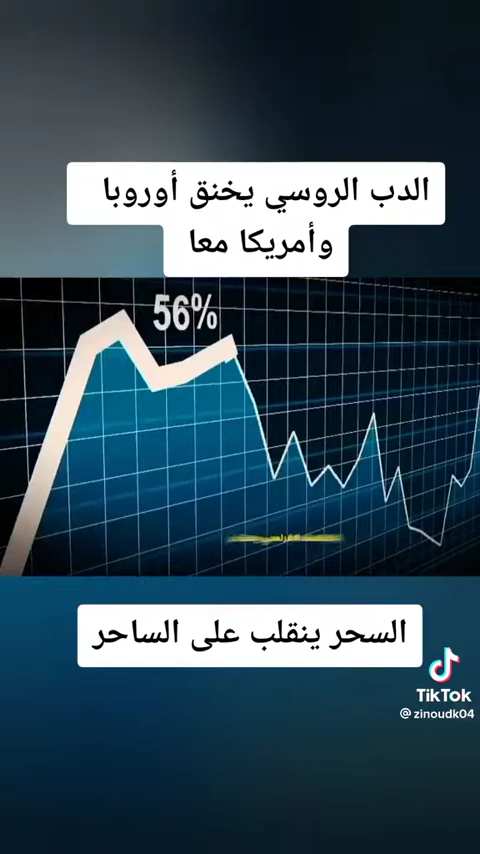 الدب الروسي يخنق أوروبا
وأمريكا معا
56%
السحر ينقلب على الساحر
TikTok
@zinoudk04